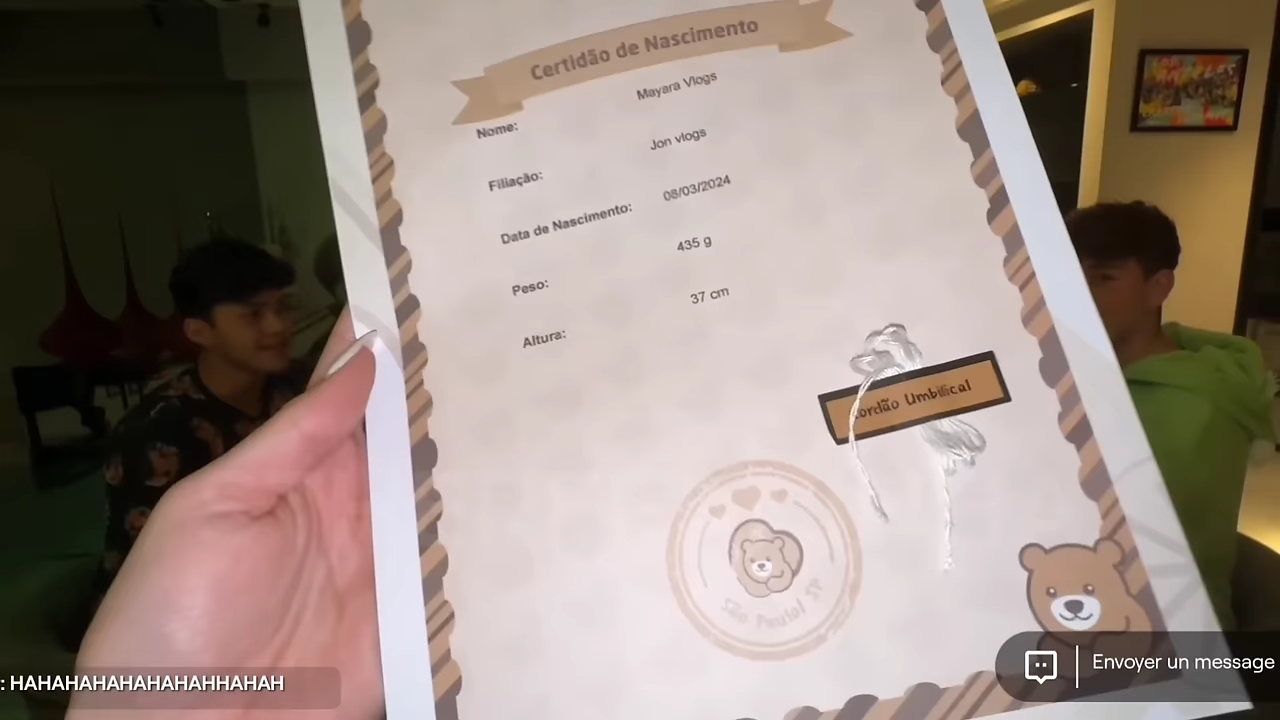 Certidão de Nascimento
Nome: Mayara Vlogs
Filiação: Jon vlogs
Data de Nascimento: 08/03/2024
Peso: 435 g
Altura: 37 cm
Cordão Umbilical
São Paulo/ SP
: HAHAHAHAHAHAHAHHAHAH
Envoyer un message